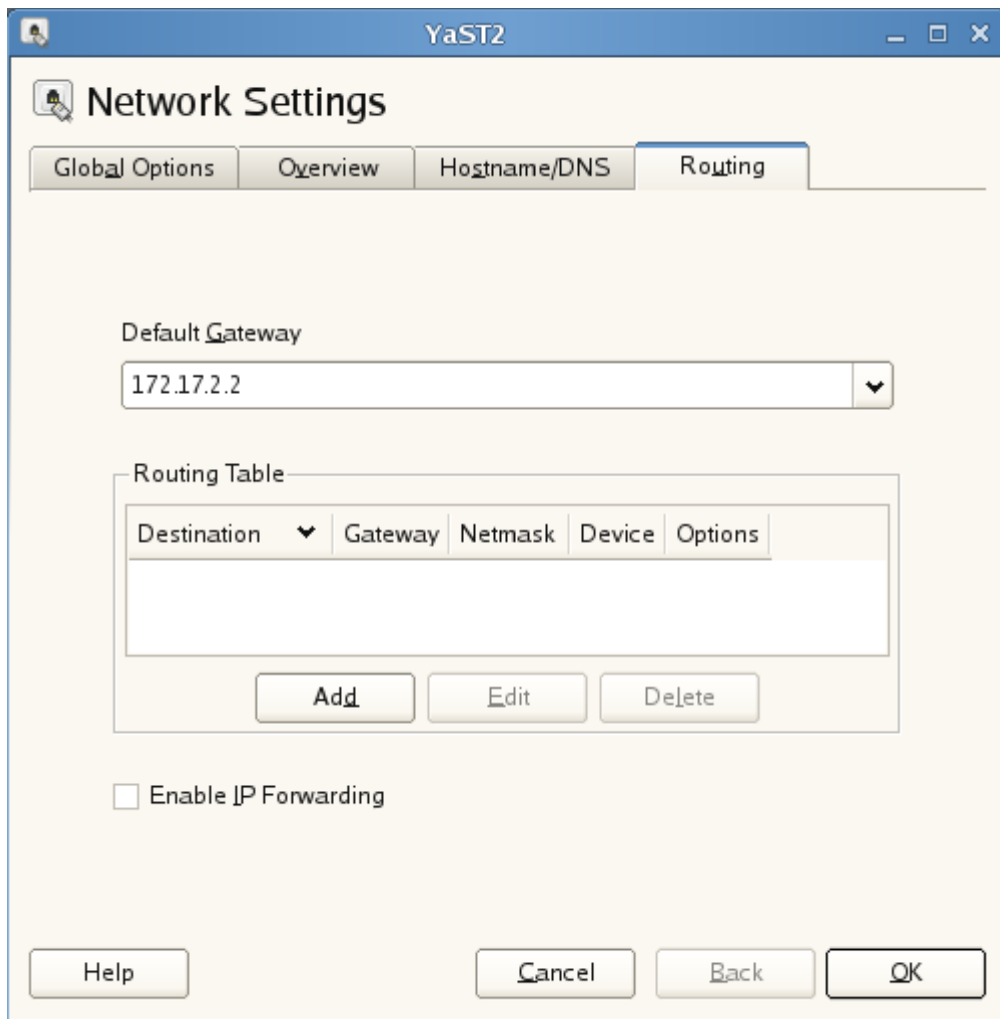 YaST2
Network Settings
Global Options Overview Hostname/DNS Routing
Default Gateway
172.17.2.2
Routing Table
Destination Gateway Netmask Device Options
Add Edit Delete
Enable IP Forwarding
Help Cancel Back OK